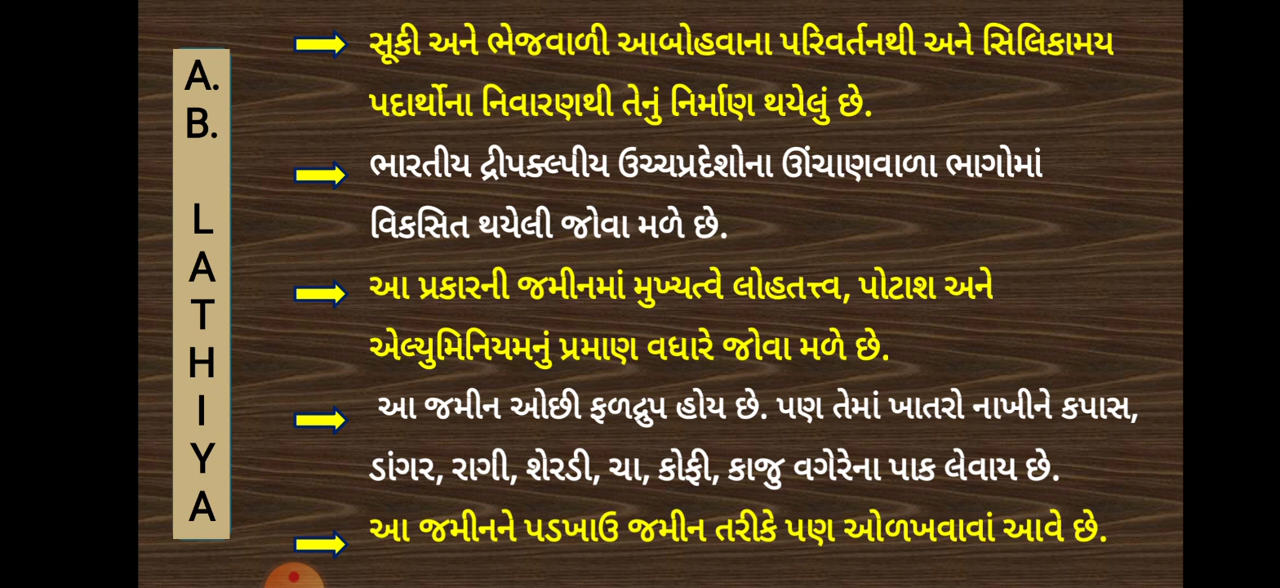 A.
B.
L
A
T
H
I
Y
A
સૂકી અને ભેજવાળી આબોહવાના પરિવર્તનથી અને સિલિકામય
પદાર્થોના નિવારણથી તેનું નિર્માણ થયેલું છે.
ભારતીય દ્રીપક્લ્પીય ઉચ્ચપ્રદેશોના ઊંચાણવાળા ભાગોમાં
વિકસિત થયેલી જોવા મળે છે.
આ પ્રકારની જમીનમાં મુખ્યત્વે લોહતત્ત્વ, પોટાશ અને
એલ્યુમિનિયમનું પ્રમાણ વધારે જોવા મળે છે.
આ જમીન ઓછી ફળદ્રુપ હોય છે. પણ તેમાં ખાતરો નાખીને કપાસ,
ડાંગર, રાગી, શેરડી, ચા, કોફી, કાજુ વગેરેના પાક લેવાય છે.
આ જમીનને પડખાઉ જમીન તરીકે પણ ઓળખવાવાં આવે છે.